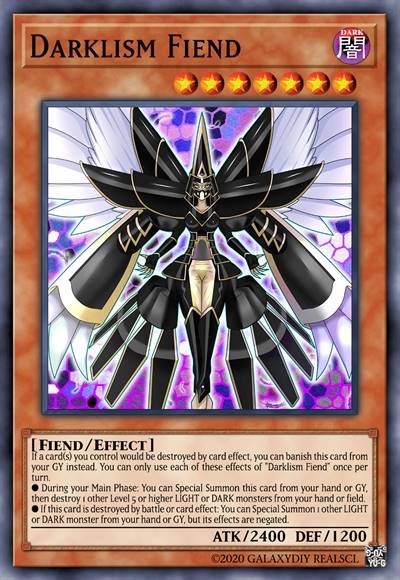 DARKLISM FIEND
DARK
闇
[FIEND/EFFECT]
If a card(s) you control would be destroyed by card effect, you can banish this card
from your GY instead. You can only use each of these effects of "Darklism Fiend" once per
turn.
● During your Main Phase: You can Special Summon this card from your hand or GY,
then destroy 1 other Level 5 or higher LIGHT or DARK monsters from your hand or field.
● If this card is destroyed by battle or card effect: You can Special Summon 1 other LIGHT
or DARK monster from your hand or GY, but its effects are negated.
ATK/2400 DEF/1200
©2020 GALAXYDIY REALSCL